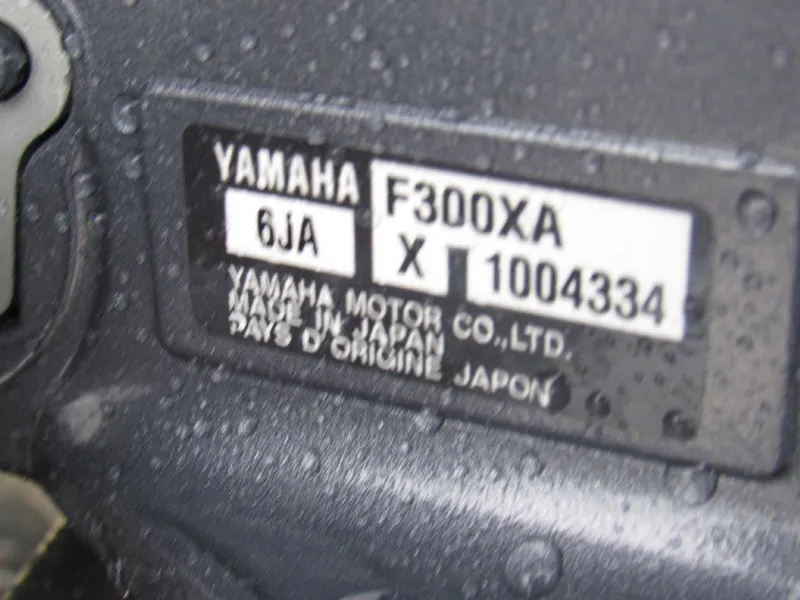 YAMAHA F300XA
6JA X 1004334
YAMAHA MOTOR CO.,LTD.
MADE IN JAPAN
PAYS D'ORIGINE JAPON